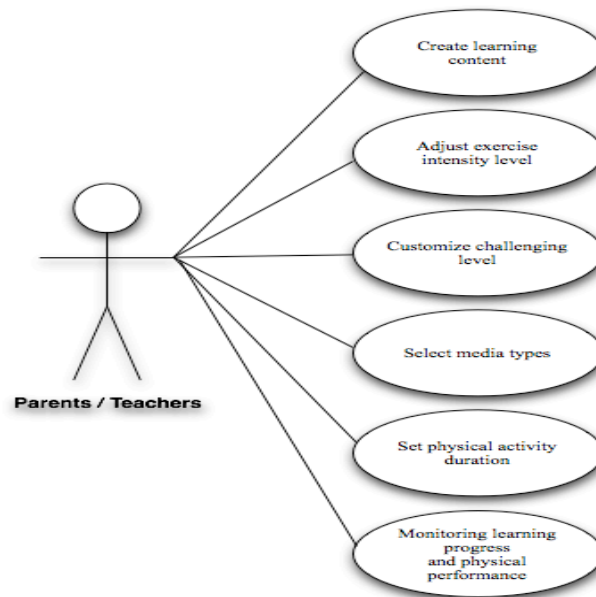 Create learning
content
Adjust exercise
intensity level
Customize challenging
level
Select media types
Parents / Teachers
Set physical activity
duration
Monitoring learning
progress
and physical
performance